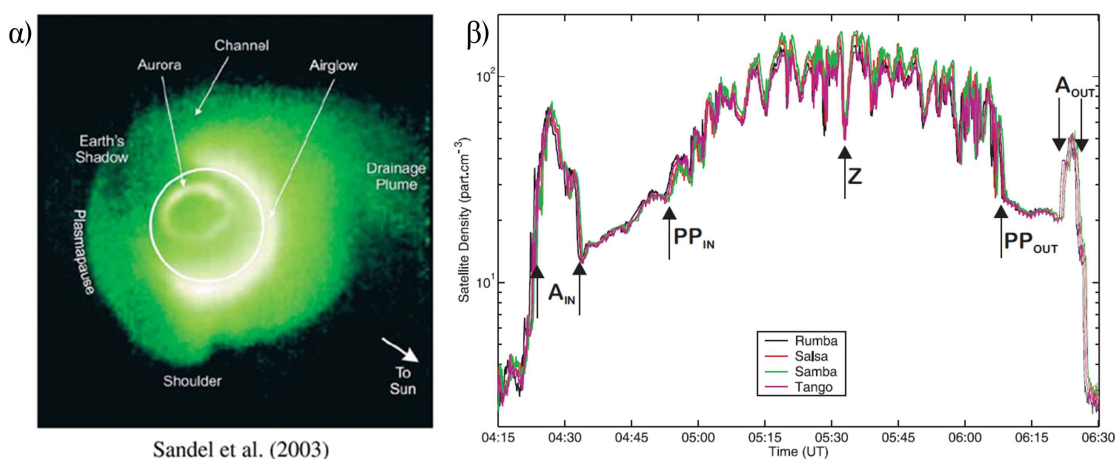 α)
Channel
Aurora
Airglow
Earth's
Shadow
Drainage
Plume
Plasmapause
Shoulder
To
Sun
Sandel et al. (2003)
β)
Satellite Density (part.cm⁻³)
10²
10¹
A_IN
PP_IN
Z
PP_OUT
A_OUT
Rumba
Salsa
Samba
Tango
04:15 04:30 04:45 05:00 05:15 05:30 05:45 06:00 06:15 06:30
Time (UT)